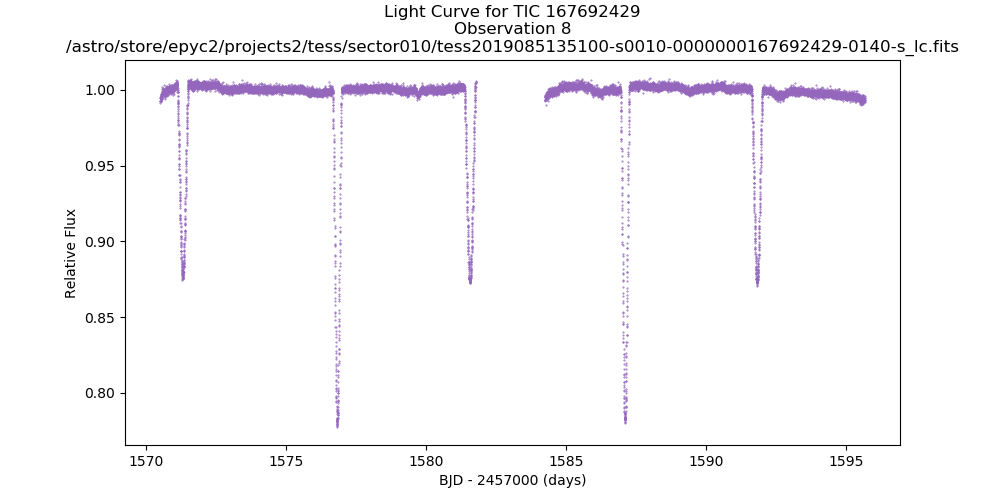 Light Curve for TIC 167692429
Observation 8
/astro/store/epyc2/projects2/tess/sector010/tess2019085135100-s0010-0000000167692429-0140-s_lc.fits
1.00
0.95
0.90
0.85
0.80
Relative Flux
1570 1575 1580 1585 1590 1595
BJD - 2457000 (days)